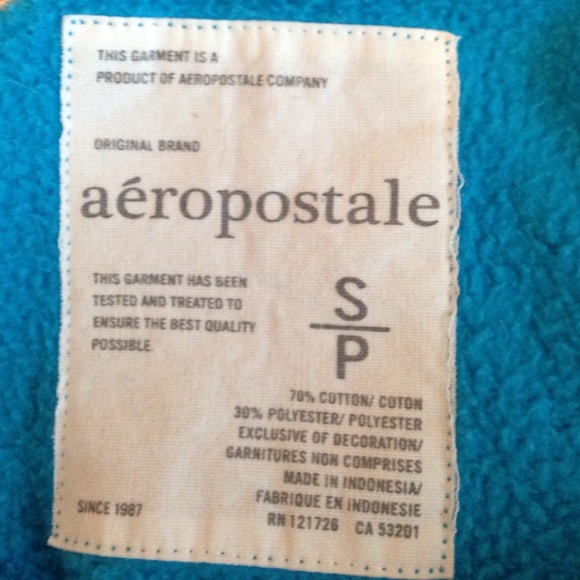 THIS GARMENT IS A
PRODUCT OF AEROPOSTALE COMPANY
ORIGINAL BRAND
aéropostale
THIS GARMENT HAS BEEN
TESTED AND TREATED TO
ENSURE THE BEST QUALITY
POSSIBLE.
S
P
70% COTTON/ COTON
30% POLYESTER/ POLYESTER
EXCLUSIVE OF DECORATION/
GARNITURES NON COMPRISES
MADE IN INDONESIA/
FABRIQUE EN INDONESIE
RN 121726 CA 53201
SINCE 1987